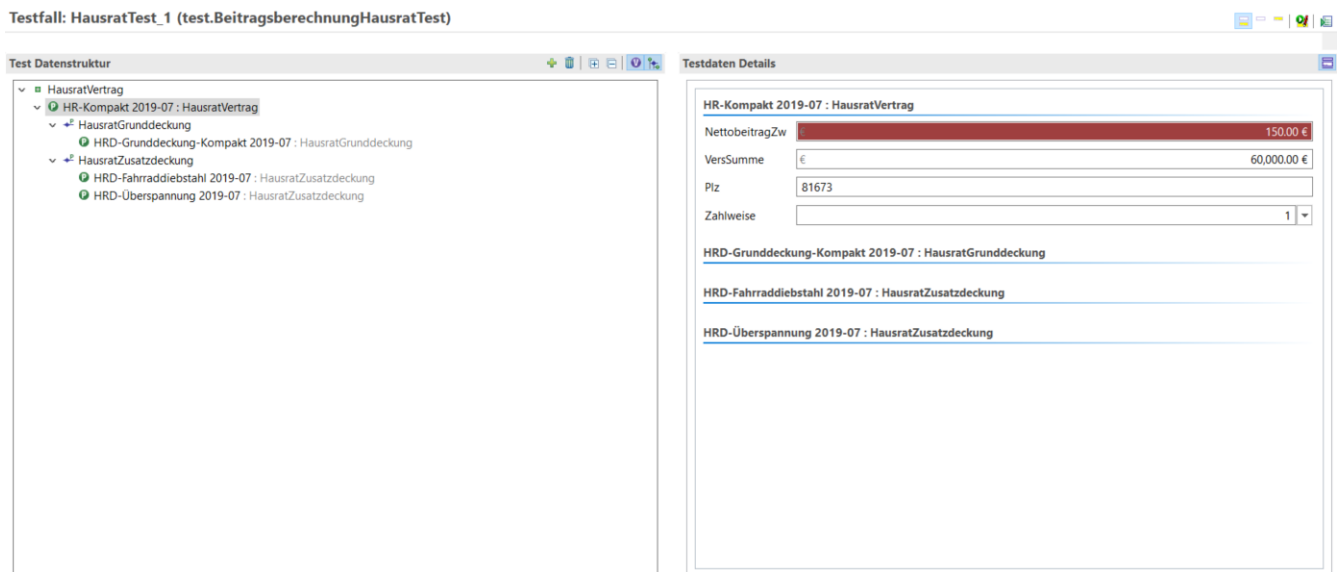 Testfall: HausratTest_1 (test.BeitragsberechnungHausratTest)
Test Datenstruktur
HausratVertrag
HR-Kompakt 2019-07 : HausratVertrag
HausratGrunddeckung
HRD-Grunddeckung-Kompakt 2019-07 : HausratGrunddeckung
HausratZusatzdeckung
HRD-Fahrraddiebstahl 2019-07 : HausratZusatzdeckung
HRD-Überspannung 2019-07 : HausratZusatzdeckung
Testdaten Details
HR-Kompakt 2019-07 : HausratVertrag
NettobeitragZw € 150.00 €
VersSumme € 60,000.00 €
Plz 81673
Zahlweise 1
HRD-Grunddeckung-Kompakt 2019-07 : HausratGrunddeckung
HRD-Fahrraddiebstahl 2019-07 : HausratZusatzdeckung
HRD-Überspannung 2019-07 : HausratZusatzdeckung